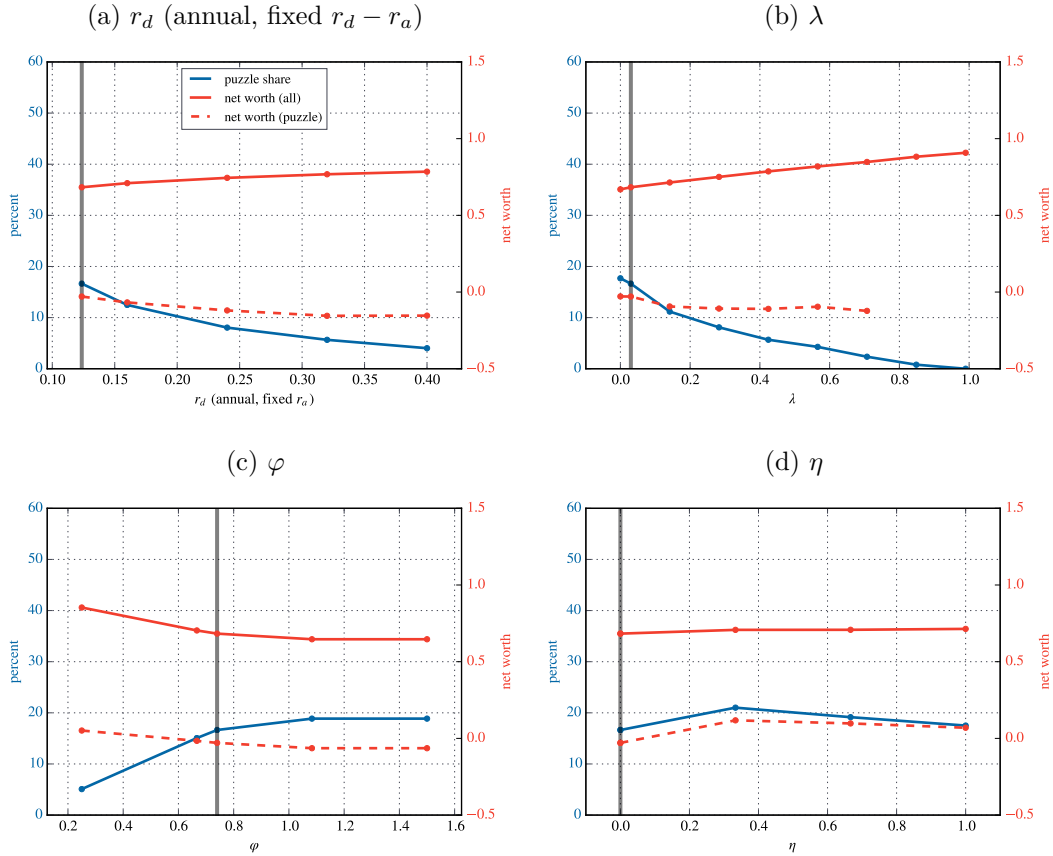 (a) r_d (annual, fixed r_d − r_a)
60
50
40
30
20
10
0
percent
1.5
1.0
0.5
0.0
−0.5
net worth
puzzle share
net worth (all)
net worth (puzzle)
0.10 0.15 0.20 0.25 0.30 0.35 0.40
r_d (annual, fixed r_a)
(b) λ
60
50
40
30
20
10
0
percent
1.5
1.0
0.5
0.0
−0.5
net worth
0.0 0.2 0.4 0.6 0.8 1.0
λ
(c) φ
60
50
40
30
20
10
0
percent
1.5
1.0
0.5
0.0
−0.5
net worth
0.2 0.4 0.6 0.8 1.0 1.2 1.4 1.6
φ
(d) η
60
50
40
30
20
10
0
percent
1.5
1.0
0.5
0.0
−0.5
net worth
0.0 0.2 0.4 0.6 0.8 1.0
η